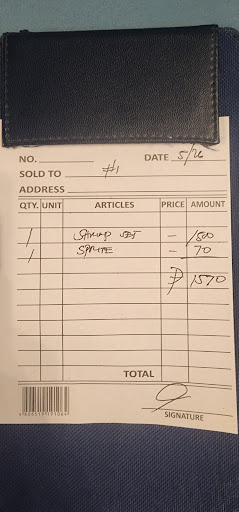 NO. DATE 5/26
SOLD TO #1
ADDRESS
QTY. UNIT ARTICLES PRICE AMOUNT
1 SHRIMP SET - 1500
1 SPRITE - 70
₱ 1570
TOTAL
SIGNATURE